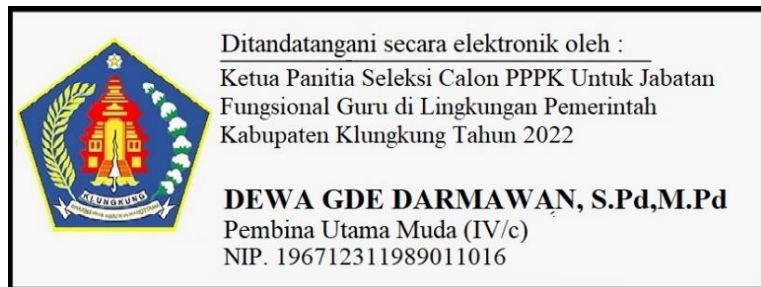 Ditandatangani secara elektronik oleh :
Ketua Panitia Seleksi Calon PPPK Untuk Jabatan
Fungsional Guru di Lingkungan Pemerintah
Kabupaten Klungkung Tahun 2022
DEWA GDE DARMAWAN, S.Pd,M.Pd
Pembina Utama Muda (IV/c)
NIP. 196712311989011016
KLUNGKUNG